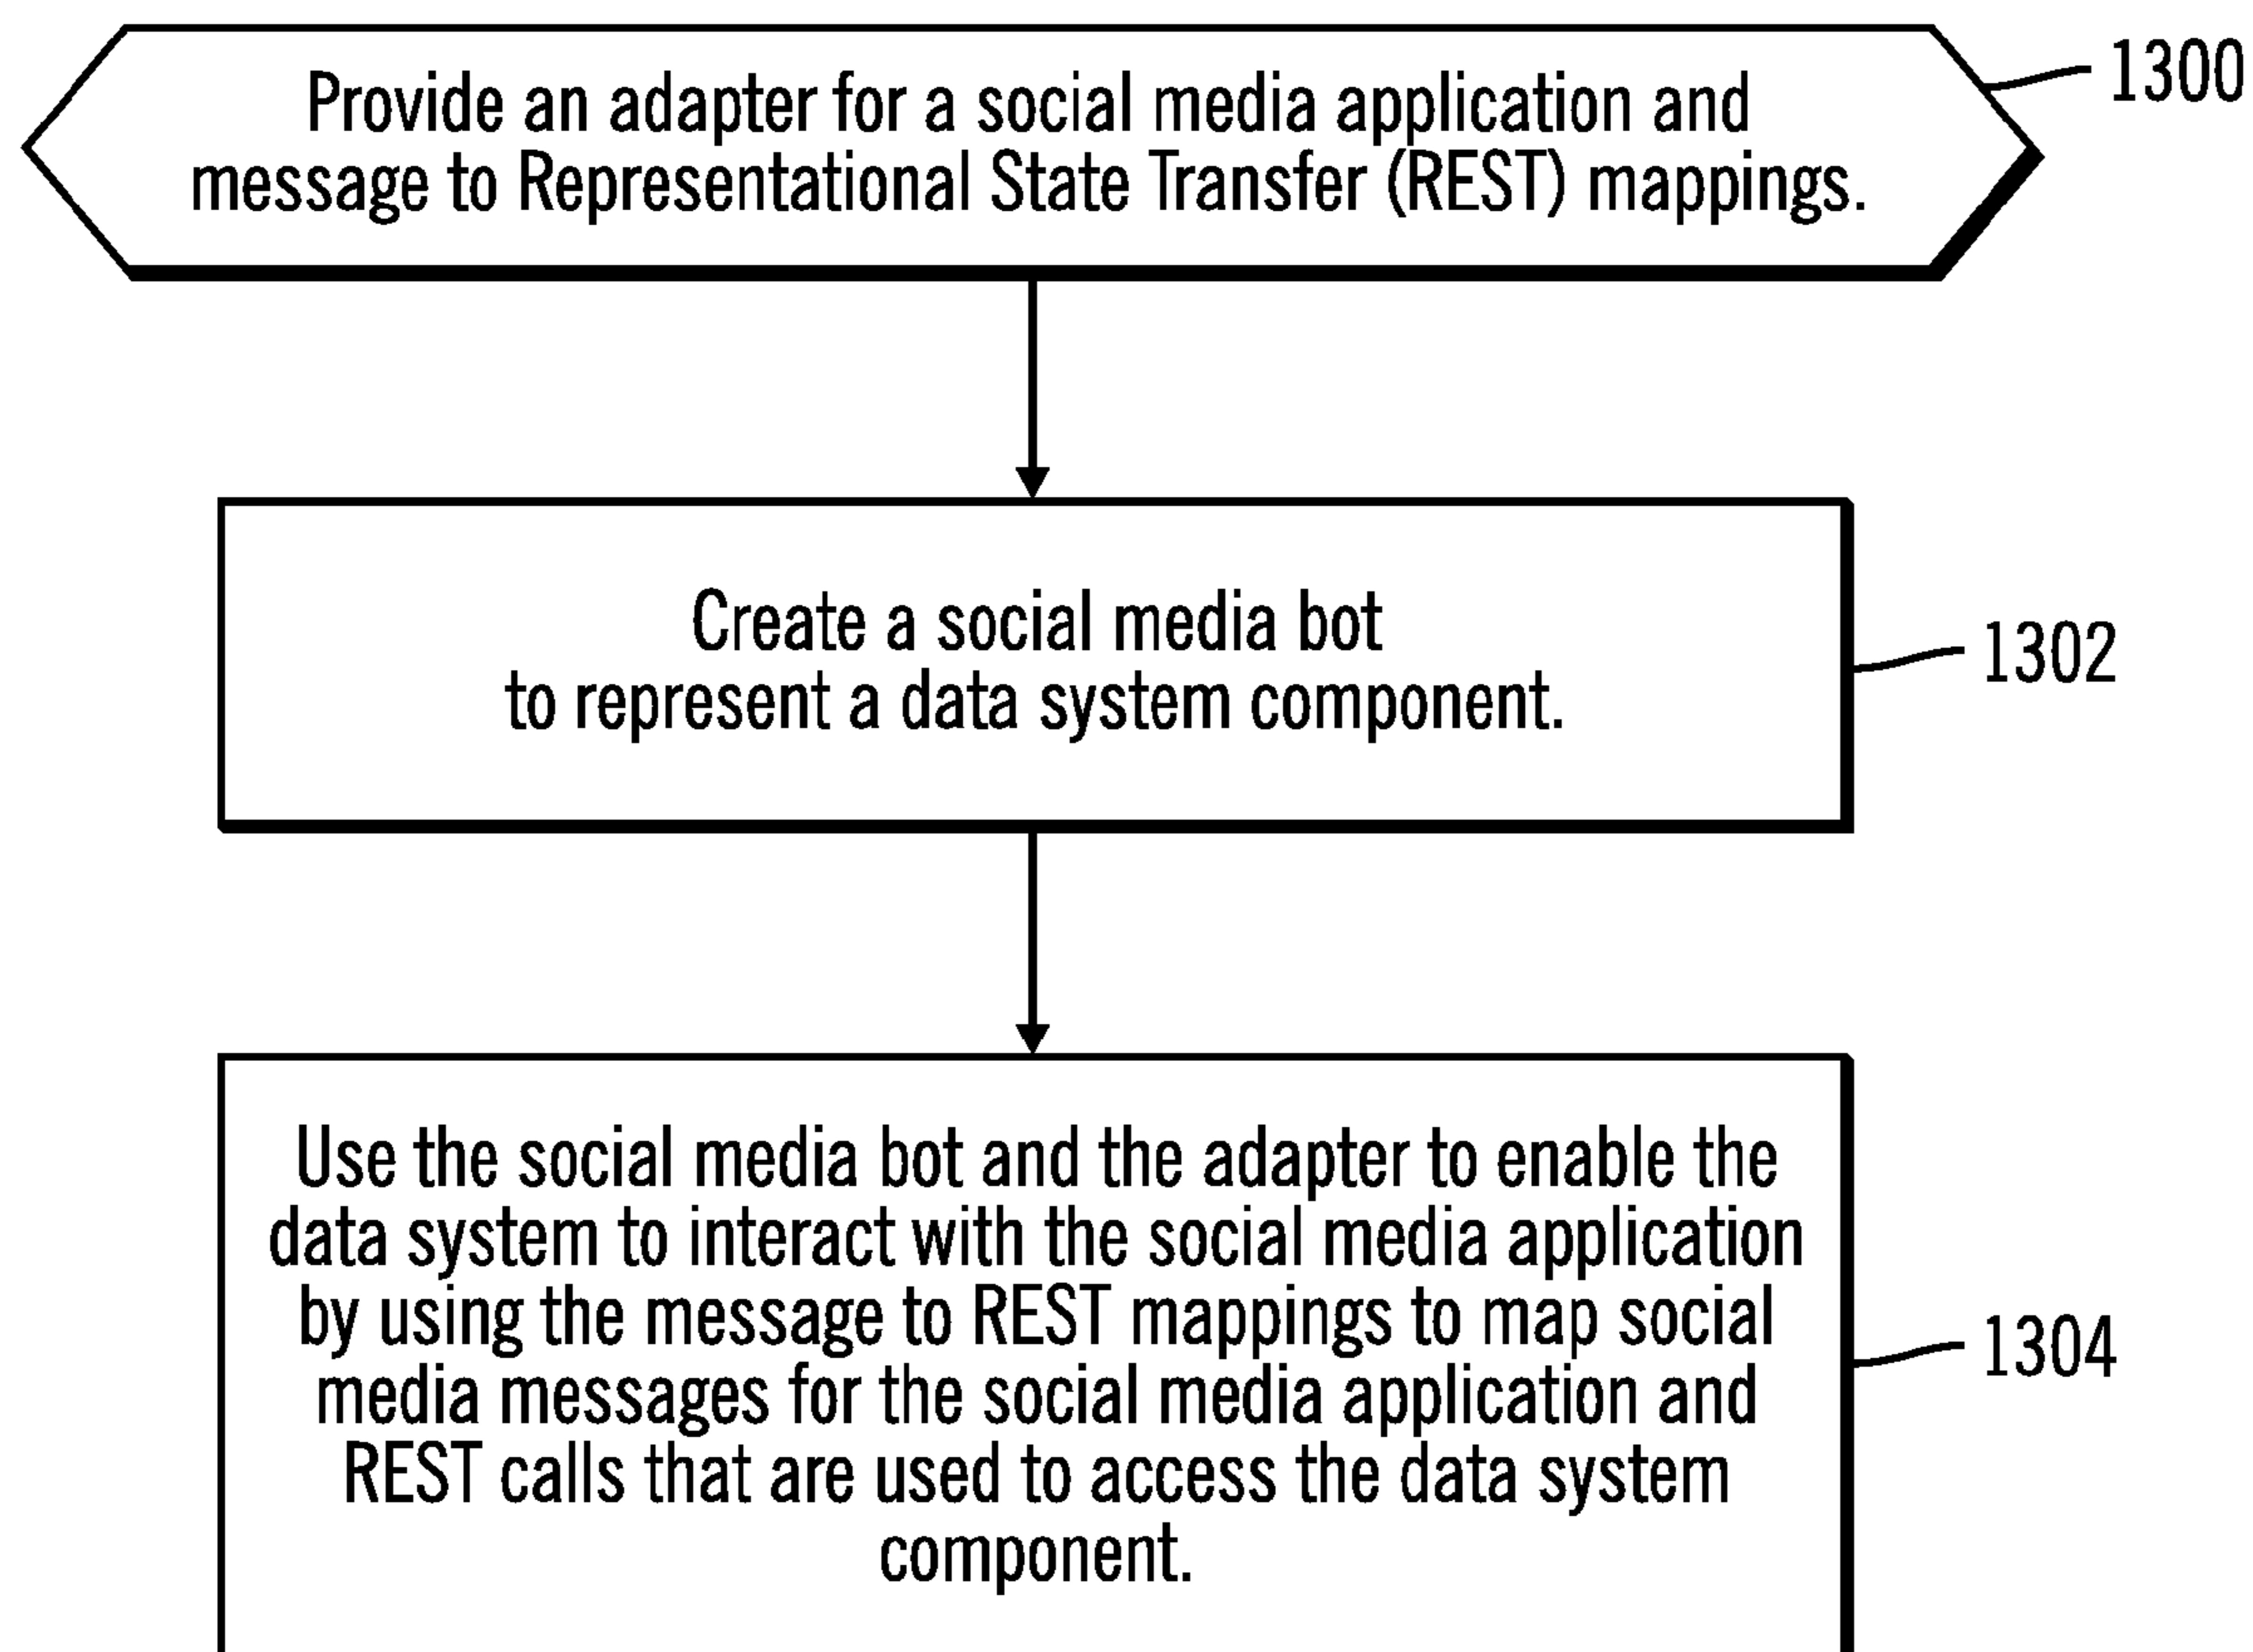 Provide an adapter for a social media application and
message to Representational State Transfer (REST) mappings.
1300
Create a social media bot
to represent a data system component.
1302
Use the social media bot and the adapter to enable the
data system to interact with the social media application
by using the message to REST mappings to map social
media messages for the social media application and
REST calls that are used to access the data system
component.
1304